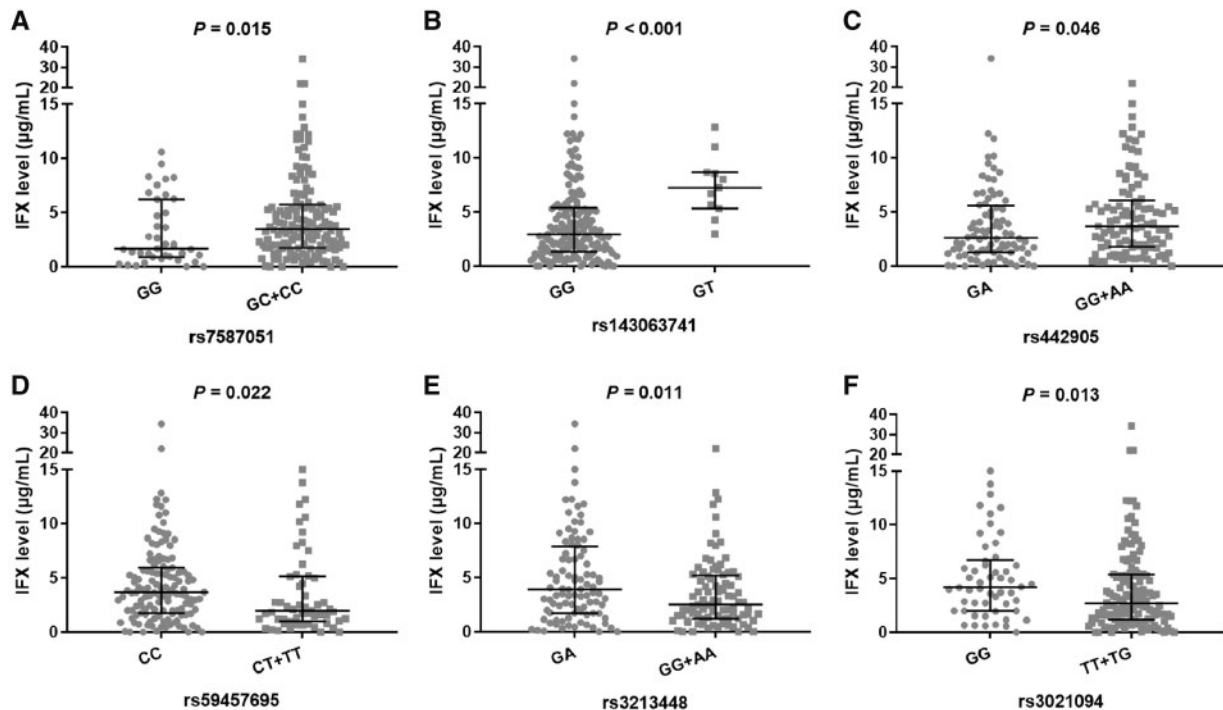 A
P = 0.015
IFX level (µg/mL)
40
30
20
15
10
5
0
GG
GC+CC
rs7587051
B
P < 0.001
IFX level (µg/mL)
40
30
20
15
10
5
0
GG
GT
rs143063741
C
P = 0.046
IFX level (µg/mL)
40
30
20
15
10
5
0
GA
GG+AA
rs442905
D
P = 0.022
IFX level (µg/mL)
40
30
20
15
10
5
0
CC
CT+TT
rs59457695
E
P = 0.011
IFX level (µg/mL)
40
30
20
15
10
5
0
GA
GG+AA
rs3213448
F
P = 0.013
IFX level (µg/mL)
40
30
20
15
10
5
0
GG
TT+TG
rs3021094